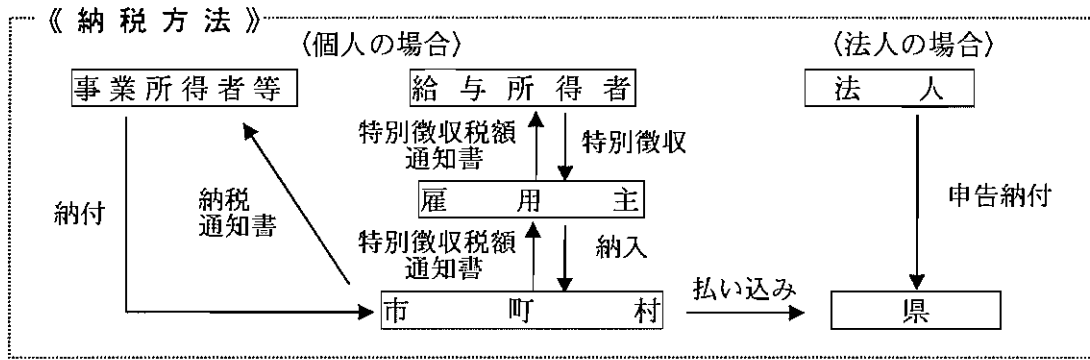 《納税方法》
〈個人の場合〉
〈法人の場合〉
事業所得者等
給与所得者
法人
特別徴収税額
通知書
特別徴収
雇用主
納付
納税
通知書
特別徴収税額
通知書
納入
申告納付
市町村
払い込み
県